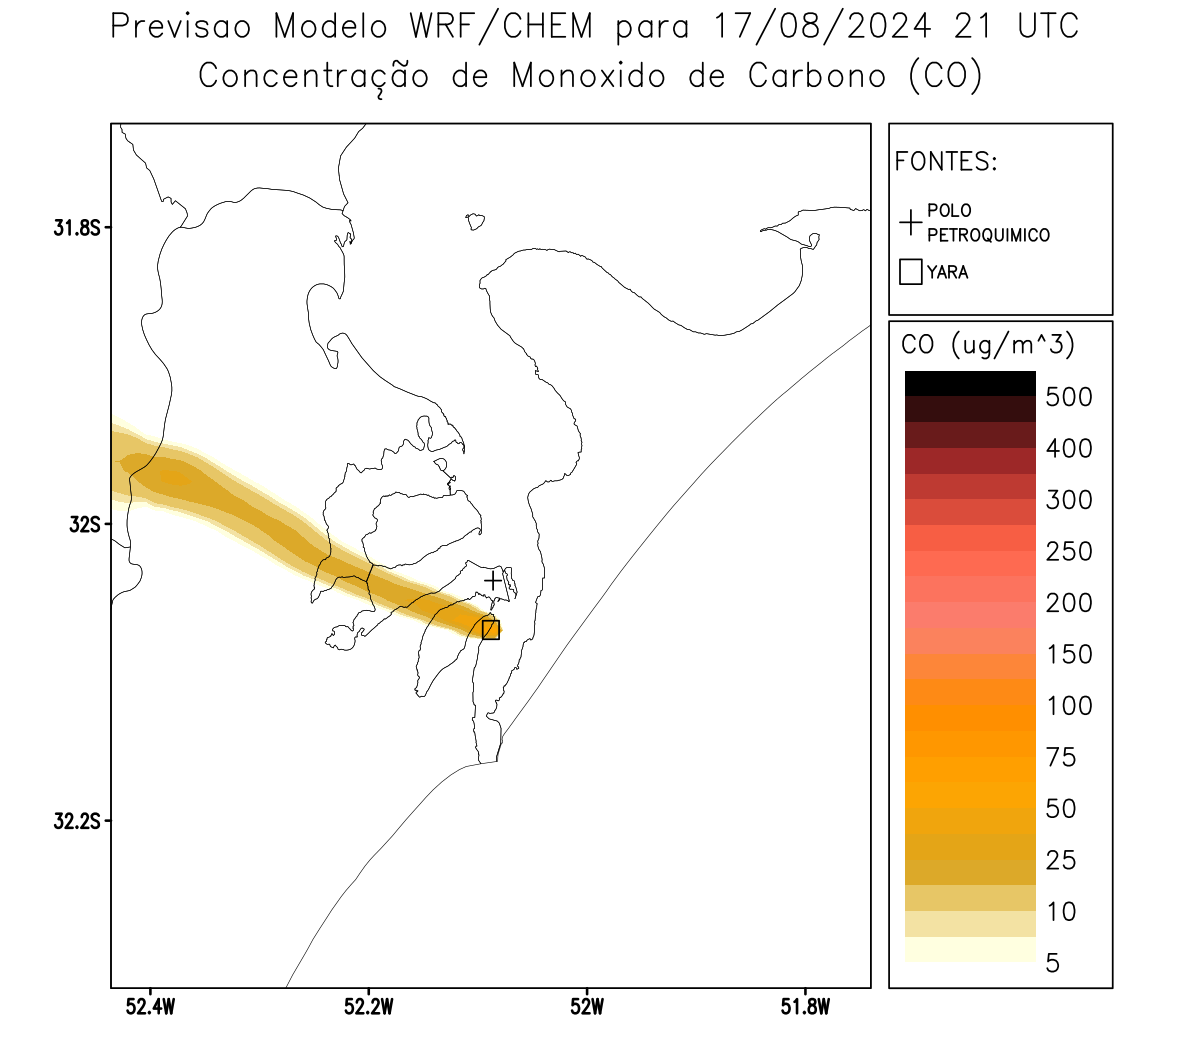 Previsao Modelo WRF/CHEM para 17/08/2024 21 UTC
Concentração de Monoxido de Carbono (CO)
FONTES:
POLO
PETROQUIMICO
YARA
CO (ug/m^3)
500
400
300
250
200
150
100
75
50
25
10
5
31.8S
32S
32.2S
52.4W
52.2W
52W
51.8W